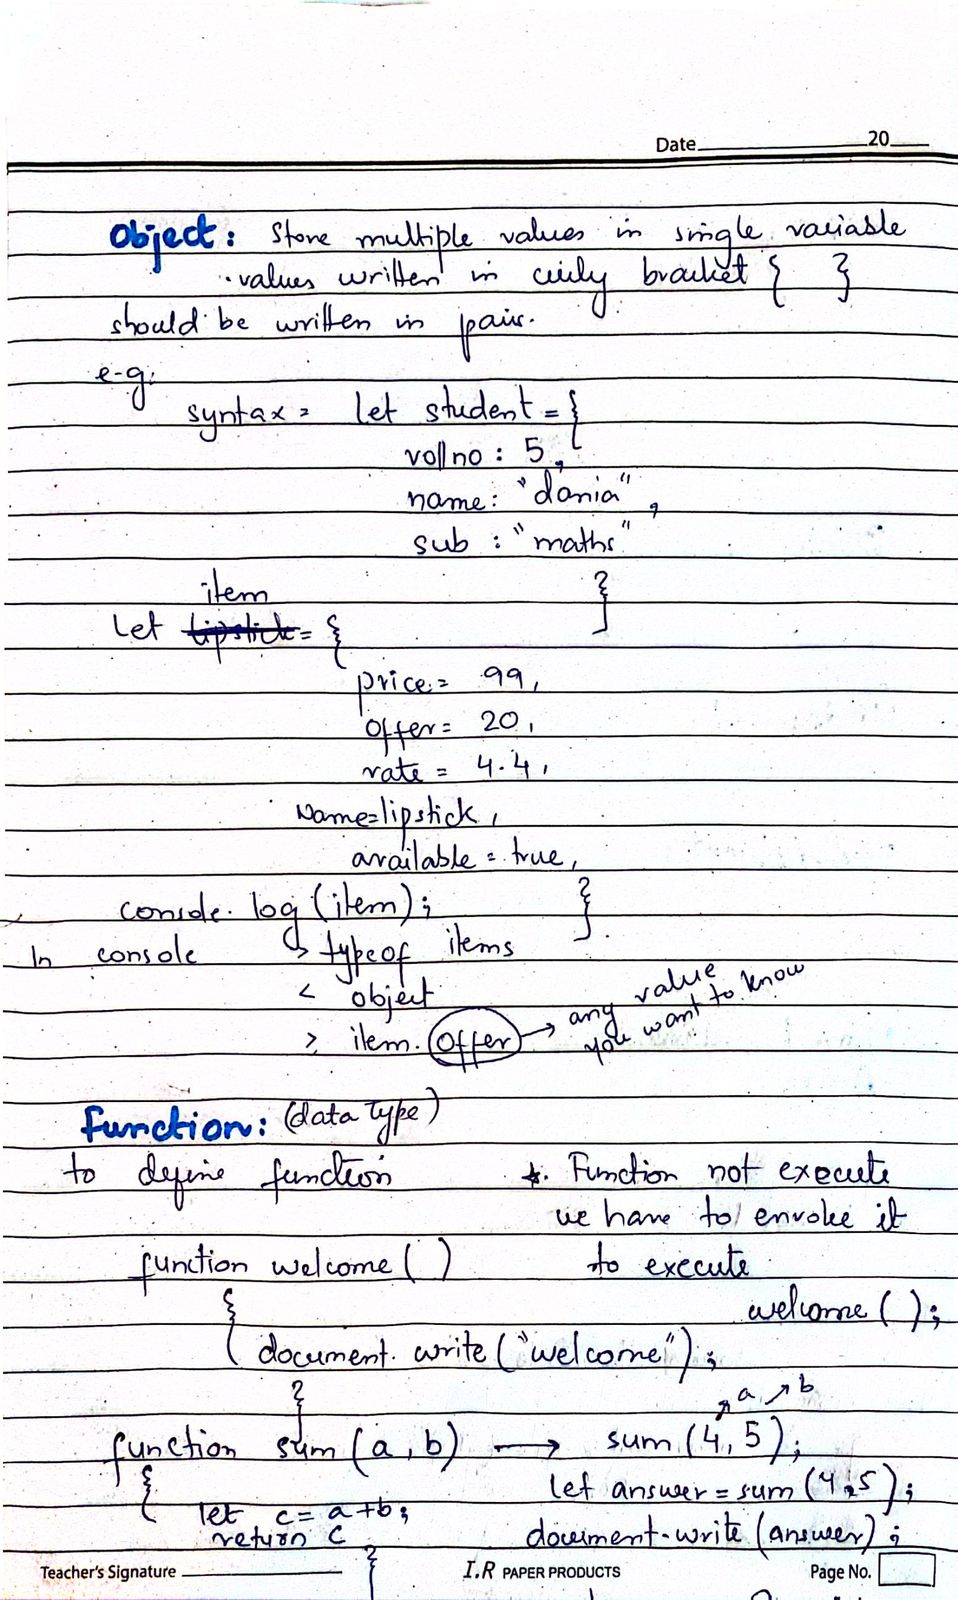 Date 20
Object: Store multiple values in single variable
. values written in curly bracket { }
should be written in pair.
e-g:
syntax = let student = {
rollno : 5,
name: "dania",
sub : "maths"
}
item
Let lipstick = {
price = 99,
offer = 20,
rate = 4.4,
Name=lipstick,
available = true,
}
console.log(item);
In console > typeof items
< object
> item.offer → any value
you want to know
Function: (data Type)
to define function
*. Function not execute
we have to envoke it
to execute
welcome();
function welcome()
{
document.write("welcome");
}
a b
function sum(a, b) → sum(4, 5);
{
let c = a+b;
return c
}
let answer = sum(4,5);
document.write(answer);
Teacher's Signature I.R PAPER PRODUCTS Page No.